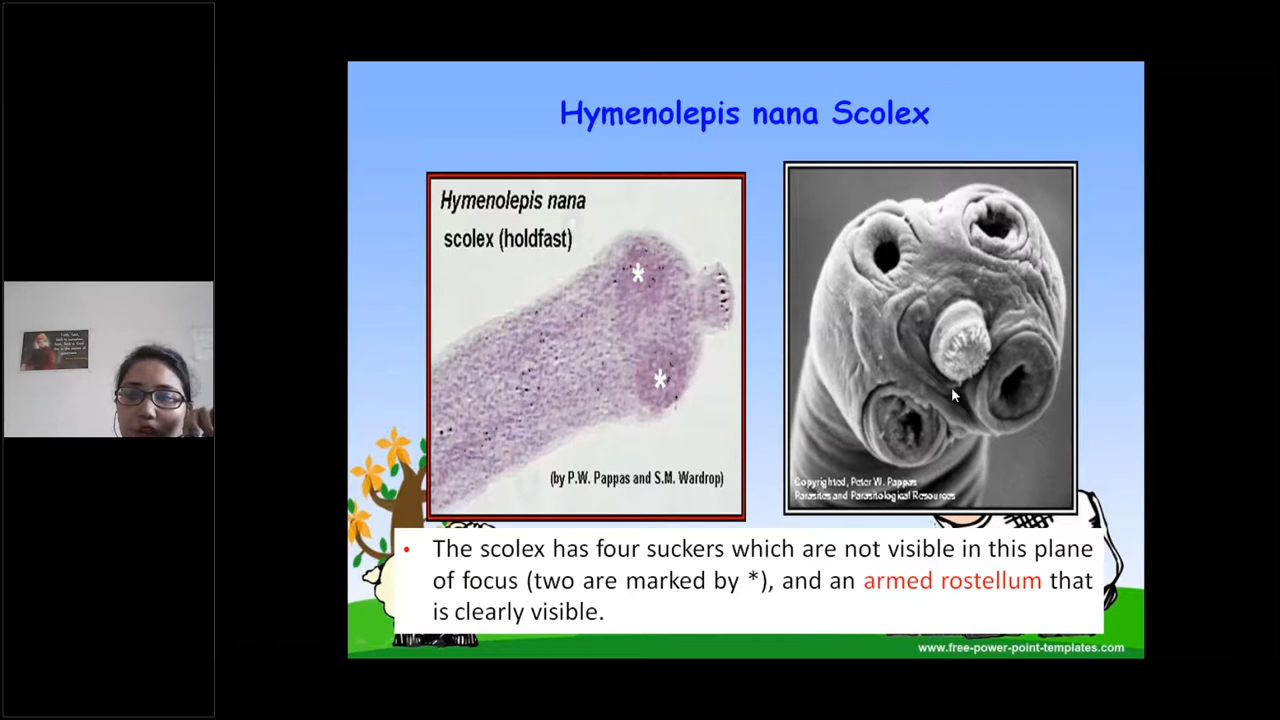 Hymenolepis nana Scolex
Hymenolepis nana
scolex (holdfast)
*
*
(by P.W. Pappas and S.M. Wardrop)
Copyrighted, Peter W. Pappas
Parasites and Parasitological Resources
• The scolex has four suckers which are not visible in this plane
of focus (two are marked by *), and an armed rostellum that
is clearly visible.
www.free-power-point-templates.com